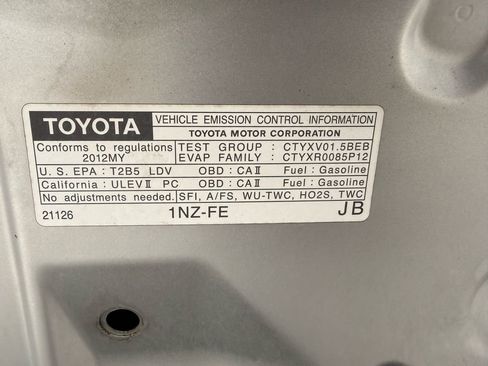 TOYOTA VEHICLE EMISSION CONTROL INFORMATION
TOYOTA MOTOR CORPORATION
Conforms to regulations TEST GROUP : CTYXV01.5BEB
2012MY EVAP FAMILY : CTYXR0085P12
U. S. EPA : T2B5 LDV OBD : CAⅡ Fuel : Gasoline
California : ULEVⅡ PC OBD : CAⅡ Fuel : Gasoline
No adjustments needed. SFI, A/FS, WU-TWC, HO2S, TWC
21126 1NZ-FE JB